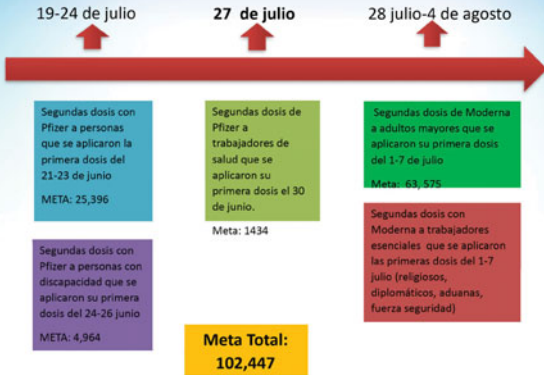 19-24 de julio
27 de julio
28 julio-4 de agosto
Segundas dosis con
Pfizer a personas
que se aplicaron la
primera dosis del
21-23 de junio
META: 25,396
Segundas dosis con
Pfizer a personas con
discapacidad que se
aplicaron su primera
dosis del 24-26 junio
META: 4,964
Segundas dosis de
Pfizer a
trabajadores de
salud que se
aplicaron su
primera dosis el 30
de junio.
Meta: 1434
Segundas dosis de Moderna
a adultos mayores que se
aplicaron su primera dosis
del 1-7 de julio
Meta: 63, 575
Segundas dosis con
Moderna a trabajadores
esenciales que se aplicaron
las primeras dosis del 1-7
julio (religiosos,
diplomáticos, aduanas,
fuerza seguridad)
Meta Total:
102,447